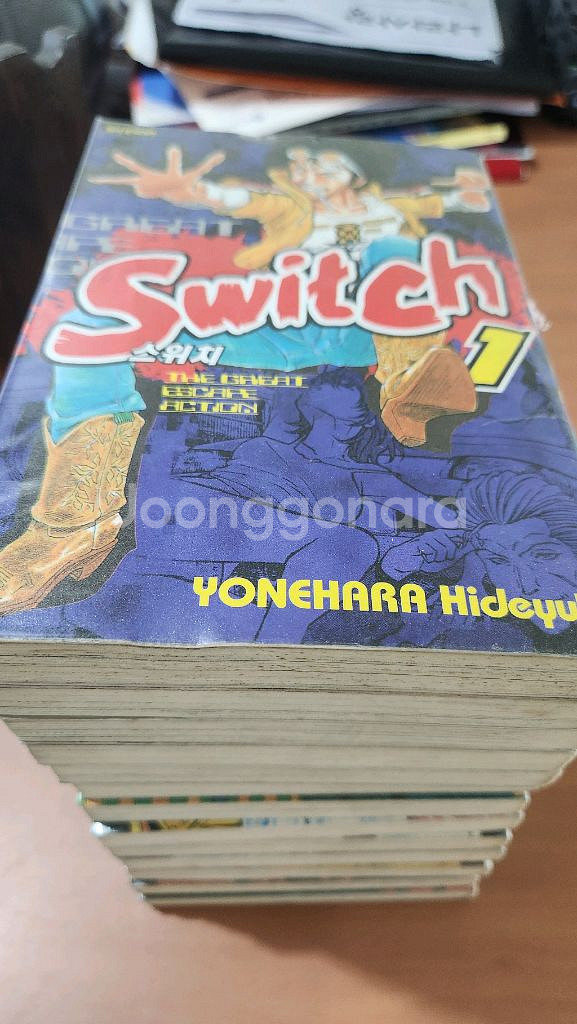 Switch
스위치
1
THE GREAT
ESCAPE
ACTION
Joonggonara
YONEHARA Hideyu